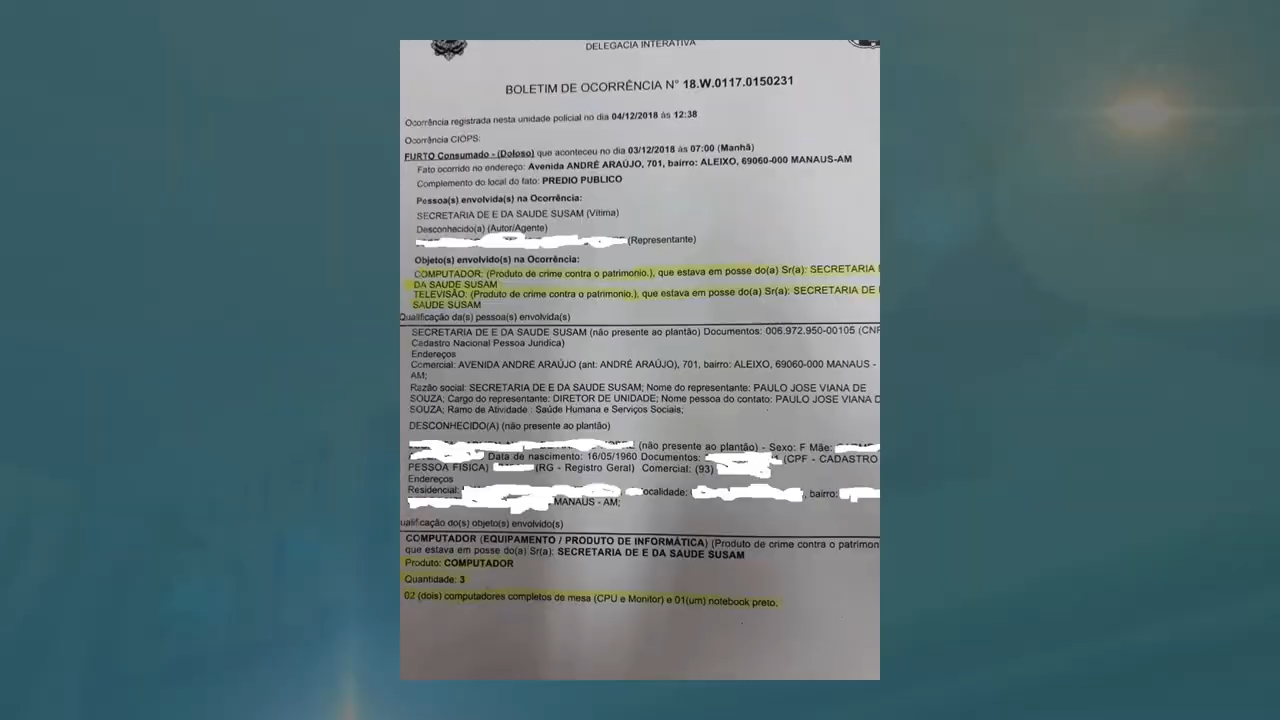 DELEGACIA INTERATIVA
BOLETIM DE OCORRÊNCIA N° 18.W.0117.0150231
Ocorrência registrada nesta unidade policial no dia 04/12/2018 às 12:38
Ocorrência CIOPS:
FURTO Consumado - (Doloso) que aconteceu no dia 03/12/2018 às 07:00 (Manhã)
Fato ocorrido no endereço: Avenida ANDRÉ ARAÚJO, 701, bairro: ALEIXO, 69060-000 MANAUS-AM
Complemento do local do fato: PREDIO PUBLICO
Pessoa(s) envolvida(s) na Ocorrência:
SECRETARIA DE E DA SAUDE SUSAM (Vítima)
Desconhecido(a) (Autor/Agente)
(Representante)
Objeto(s) envolvido(s) na Ocorrência:
COMPUTADOR: (Produto de crime contra o patrimonio.), que estava em posse do(a) Sr(a): SECRETARIA
DA SAUDE SUSAM
TELEVISÃO: (Produto de crime contra o patrimonio.), que estava em posse do(a) Sr(a): SECRETARIA DE
SAUDE SUSAM
Qualificação da(s) pessoa(s) envolvida(s)
SECRETARIA DE E DA SAUDE SUSAM (não presente ao plantão) Documentos: 006.972.950-00105 (CNP
Cadastro Nacional Pessoa Juridica)
Endereços
Comercial: AVENIDA ANDRÉ ARAÚJO (ant: ANDRÉ ARAÚJO), 701, bairro: ALEIXO, 69060-000 MANAUS -
AM;
Razão social: SECRETARIA DE E DA SAUDE SUSAM; Nome do representante: PAULO JOSE VIANA DE
SOUZA; Cargo do representante: DIRETOR DE UNIDADE; Nome pessoa do contato: PAULO JOSE VIANA D
SOUZA; Ramo de Atividade : Saúde Humana e Serviços Sociais;
DESCONHECIDO(A) (não presente ao plantão)
(não presente ao plantão) - Sexo: F Mãe:
Data de nascimento: 16/05/1960 Documentos: (CPF - CADASTRO
PESSOA FISICA) (RG - Registro Geral) Comercial: (93)
Endereços
Residencial: ocalidade: , bairro:
MANAUS - AM;
ualificação do(s) objeto(s) envolvido(s)
COMPUTADOR (EQUIPAMENTO / PRODUTO DE INFORMÁTICA) (Produto de crime contra o patrimon
que estava em posse do(a) Sr(a): SECRETARIA DE E DA SAUDE SUSAM
Produto: COMPUTADOR
Quantidade: 3
02 (dois) computadores completos de mesa (CPU e Monitor) e 01(um) notebook preto.